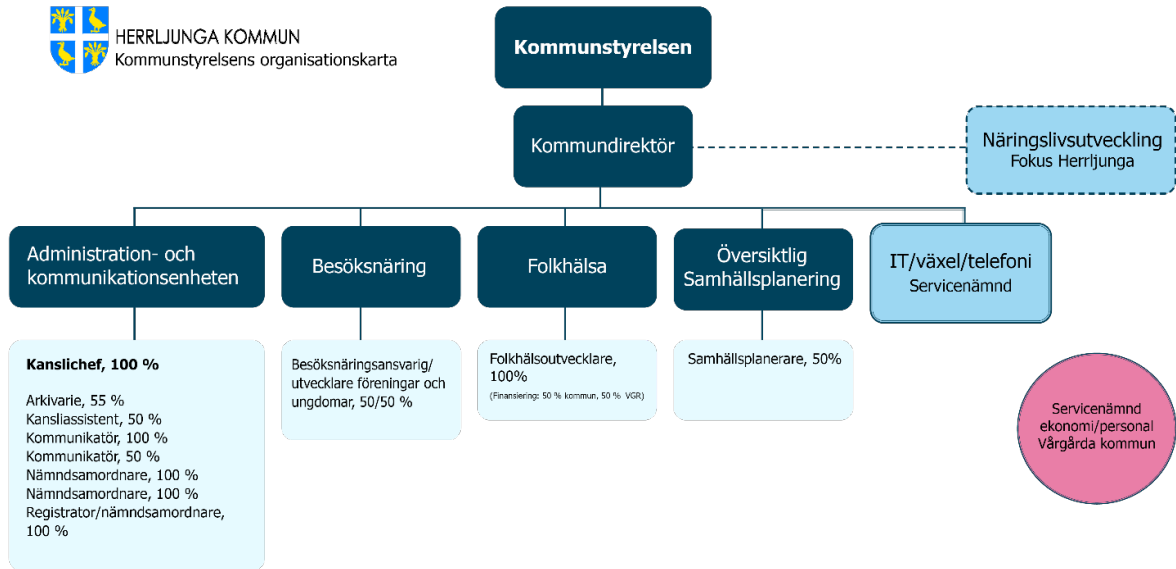 HERRLJUNGA KOMMUN
Kommunstyrelsens organisationskarta
Kommunstyrelsen
Kommundirektör
Näringslivsutveckling
Fokus Herrljunga
Administration- och
kommunikationsenheten
Besöksnäring
Folkhälsa
Översiktlig
Samhällsplanering
IT/växel/telefoni
Servicenämnd
Kanslichef, 100 %
Arkivarie, 55 %
Kansliassistent, 50 %
Kommunikatör, 100 %
Kommunikatör, 50 %
Nämndsamordnare, 100 %
Nämndsamordnare, 100 %
Registrator/nämndsamordnare,
100 %
Besöksnäringsansvarig/
utvecklare föreningar och
ungdomar, 50/50 %
Folkhälsoutvecklare,
100%
(Finansiering: 50 % kommun, 50 % VGR)
Samhällsplanerare, 50%
Servicenämnd
ekonomi/personal
Vårgårda kommun